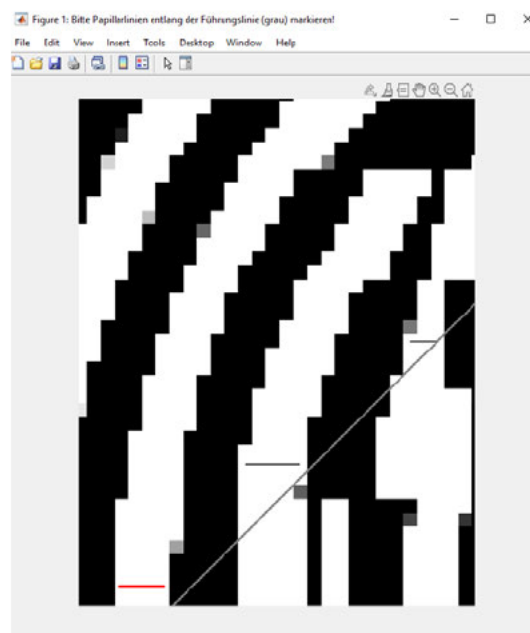 Figure 1: Bitte Papillarlinien entlang der Führungslinie (grau) markieren!
File Edit View Insert Tools Desktop Window Help